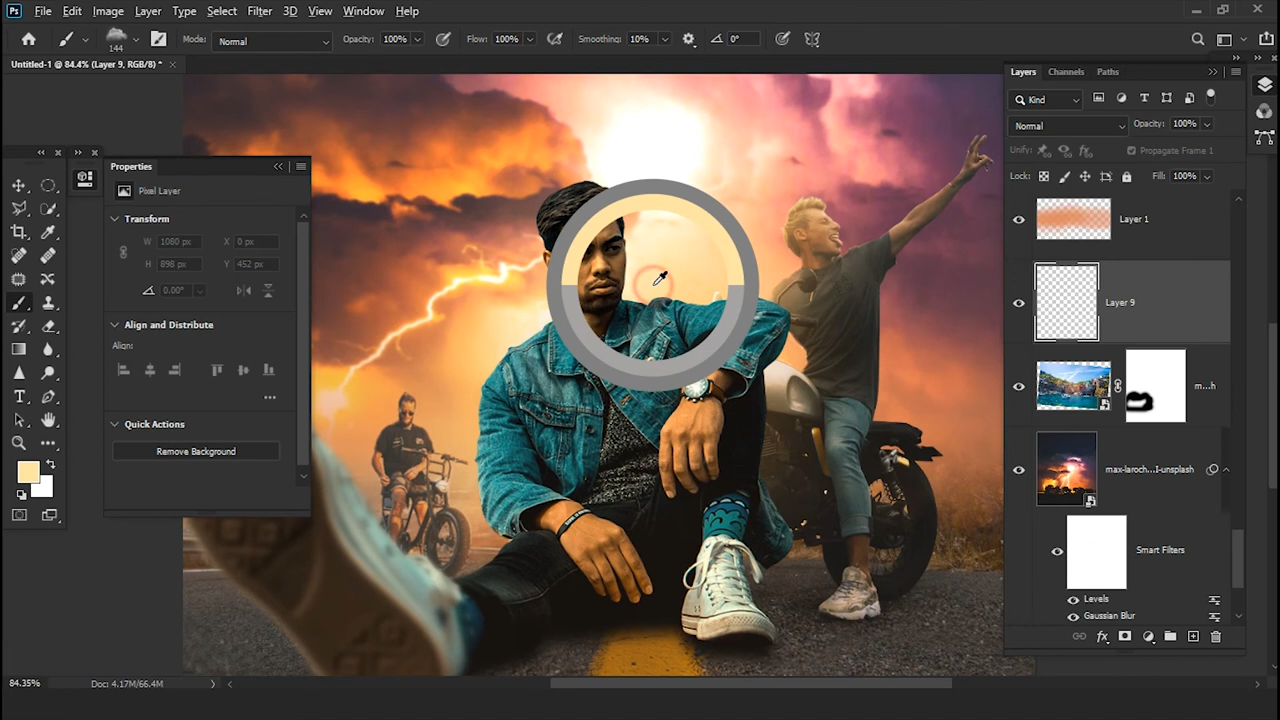 Ps File Edit Image Layer Type Select Filter 3D View Window Help
144 Mode: Normal Opacity: 100% Flow: 100% Smoothing: 10% 0°
Untitled-1 @ 84.4% (Layer 9, RGB/8) *
Properties
Pixel Layer
Transform
W 1080 px X 0 px
H 898 px Y 452 px
0.00°
Align and Distribute
Align:
Quick Actions
Remove Background
Layers Channels Paths
Kind
Normal Opacity: 100%
Unify: Propagate Frame 1
Lock: Fill: 100%
Layer 1
Layer 9
m...h
max-laroch...I-unsplash
Smart Filters
Levels
Gaussian Blur
84.35% Doc: 4.17M/66.4M